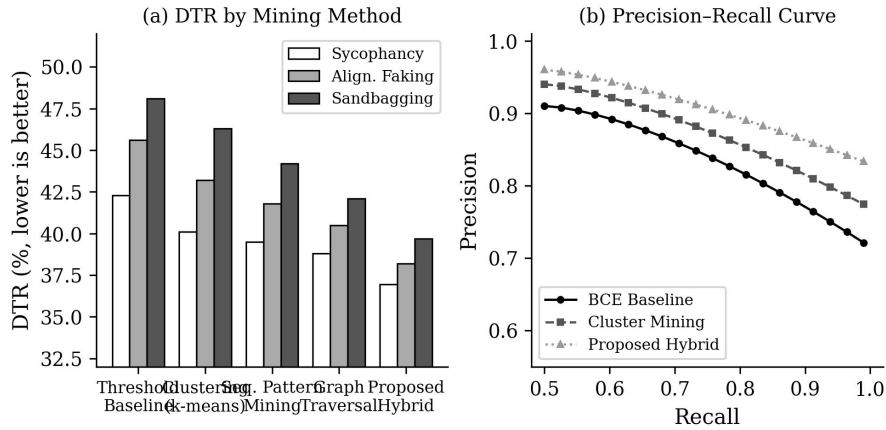 (a) DTR by Mining Method
DTR (%, lower is better)
50.0
47.5
45.0
42.5
40.0
37.5
35.0
32.5
Sycophancy
Align. Faking
Sandbagging
Threshold
Baseline
Clustering
(k-means)
Seq. Pattern
Mining
Graph
Traversal
Proposed
Hybrid
(b) Precision–Recall Curve
Precision
1.0
0.9
0.8
0.7
0.6
BCE Baseline
Cluster Mining
Proposed Hybrid
0.5
0.6
0.7
0.8
0.9
1.0
Recall